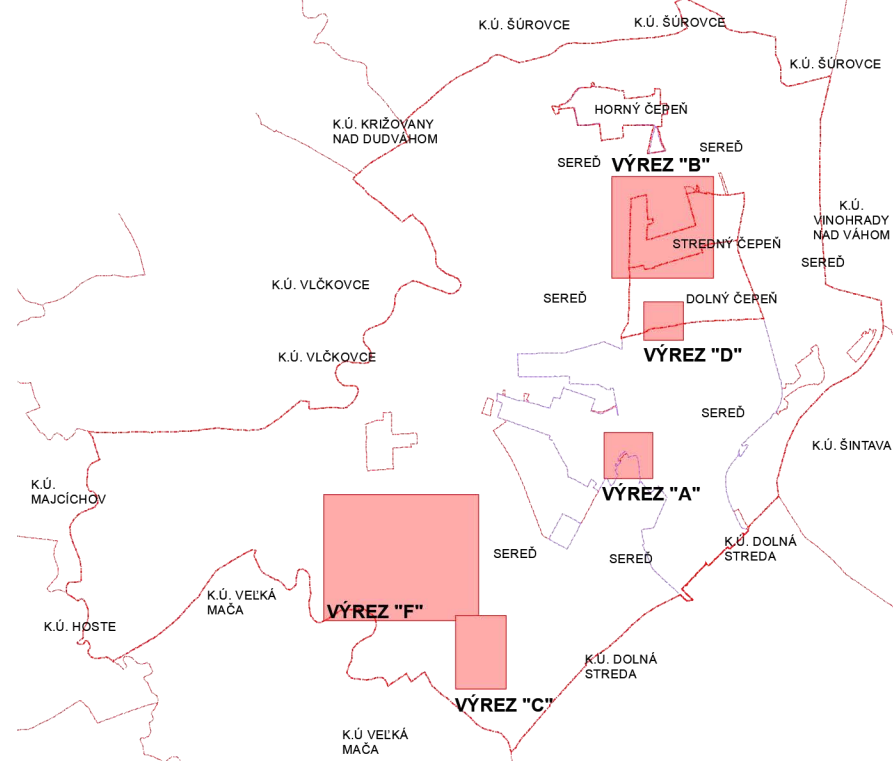 K.Ú. ŠÚROVCE
K.Ú. ŠÚROVCE
K.Ú. ŠÚROVCE
HORNÝ ČEPEŇ
K.Ú. KRIŽOVANY
NAD DUDVÁHOM
SEREĎ
SEREĎ
VÝREZ "B"
K.Ú.
VINOHRADY
NAD VÁHOM
STREDNÝ ČEPEŇ
SEREĎ
K.Ú. VLČKOVCE
SEREĎ
DOLNÝ ČEPEŇ
K.Ú. VLČKOVCE
VÝREZ "D"
SEREĎ
K.Ú. ŠINTAVA
K.Ú.
MAJCÍCHOV
VÝREZ "A"
K.Ú. DOLNÁ
STREDA
SEREĎ
SEREĎ
K.Ú. VEĽKÁ
MAČA
VÝREZ "F"
K.Ú. HOSTE
K.Ú. DOLNÁ
STREDA
VÝREZ "C"
K.Ú VEĽKÁ
MAČA